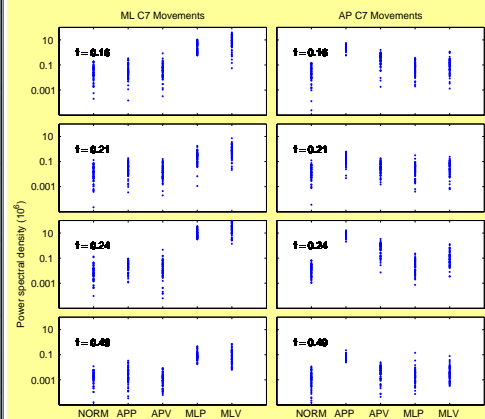 ML C7 Movements
AP C7 Movements
Power spectral density (10⁶)
10
0.1
0.001
f=0.16
f=0.16
10
0.1
0.001
f=0.21
f=0.21
10
0.1
0.001
f=0.24
f=0.24
10
0.1
0.001
f=0.49
f=0.49
NORM APP APV MLP MLV
NORM APP APV MLP MLV